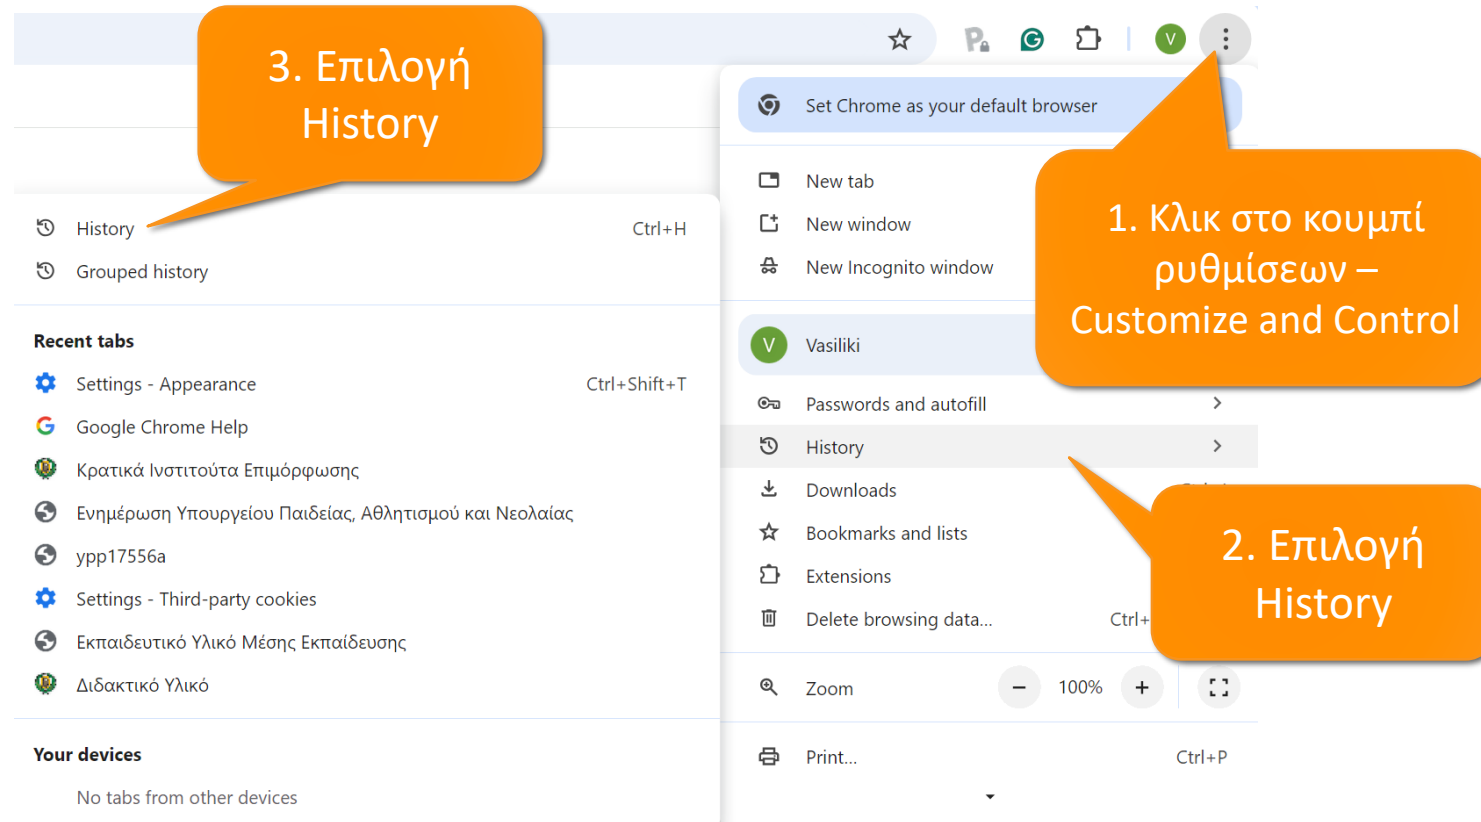 3. Επιλογή
History
V
Set Chrome as your default browser
1. Κλικ στο κουμπί
ρυθμίσεων –
Customize and Control
New tab
New window
New Incognito window
V Vasiliki
Passwords and autofill
History
Downloads
Bookmarks and lists
Extensions
Delete browsing data... Ctrl+
2. Επιλογή
History
Zoom - 100% +
Print... Ctrl+P
History Ctrl+H
Grouped history
Recent tabs
Settings - Appearance Ctrl+Shift+T
Google Chrome Help
Κρατικά Ινστιτούτα Επιμόρφωσης
Ενημέρωση Υπουργείου Παιδείας, Αθλητισμού και Νεολαίας
ypp17556a
Settings - Third-party cookies
Εκπαιδευτικό Υλικό Μέσης Εκπαίδευσης
Διδακτικό Υλικό
Your devices
No tabs from other devices